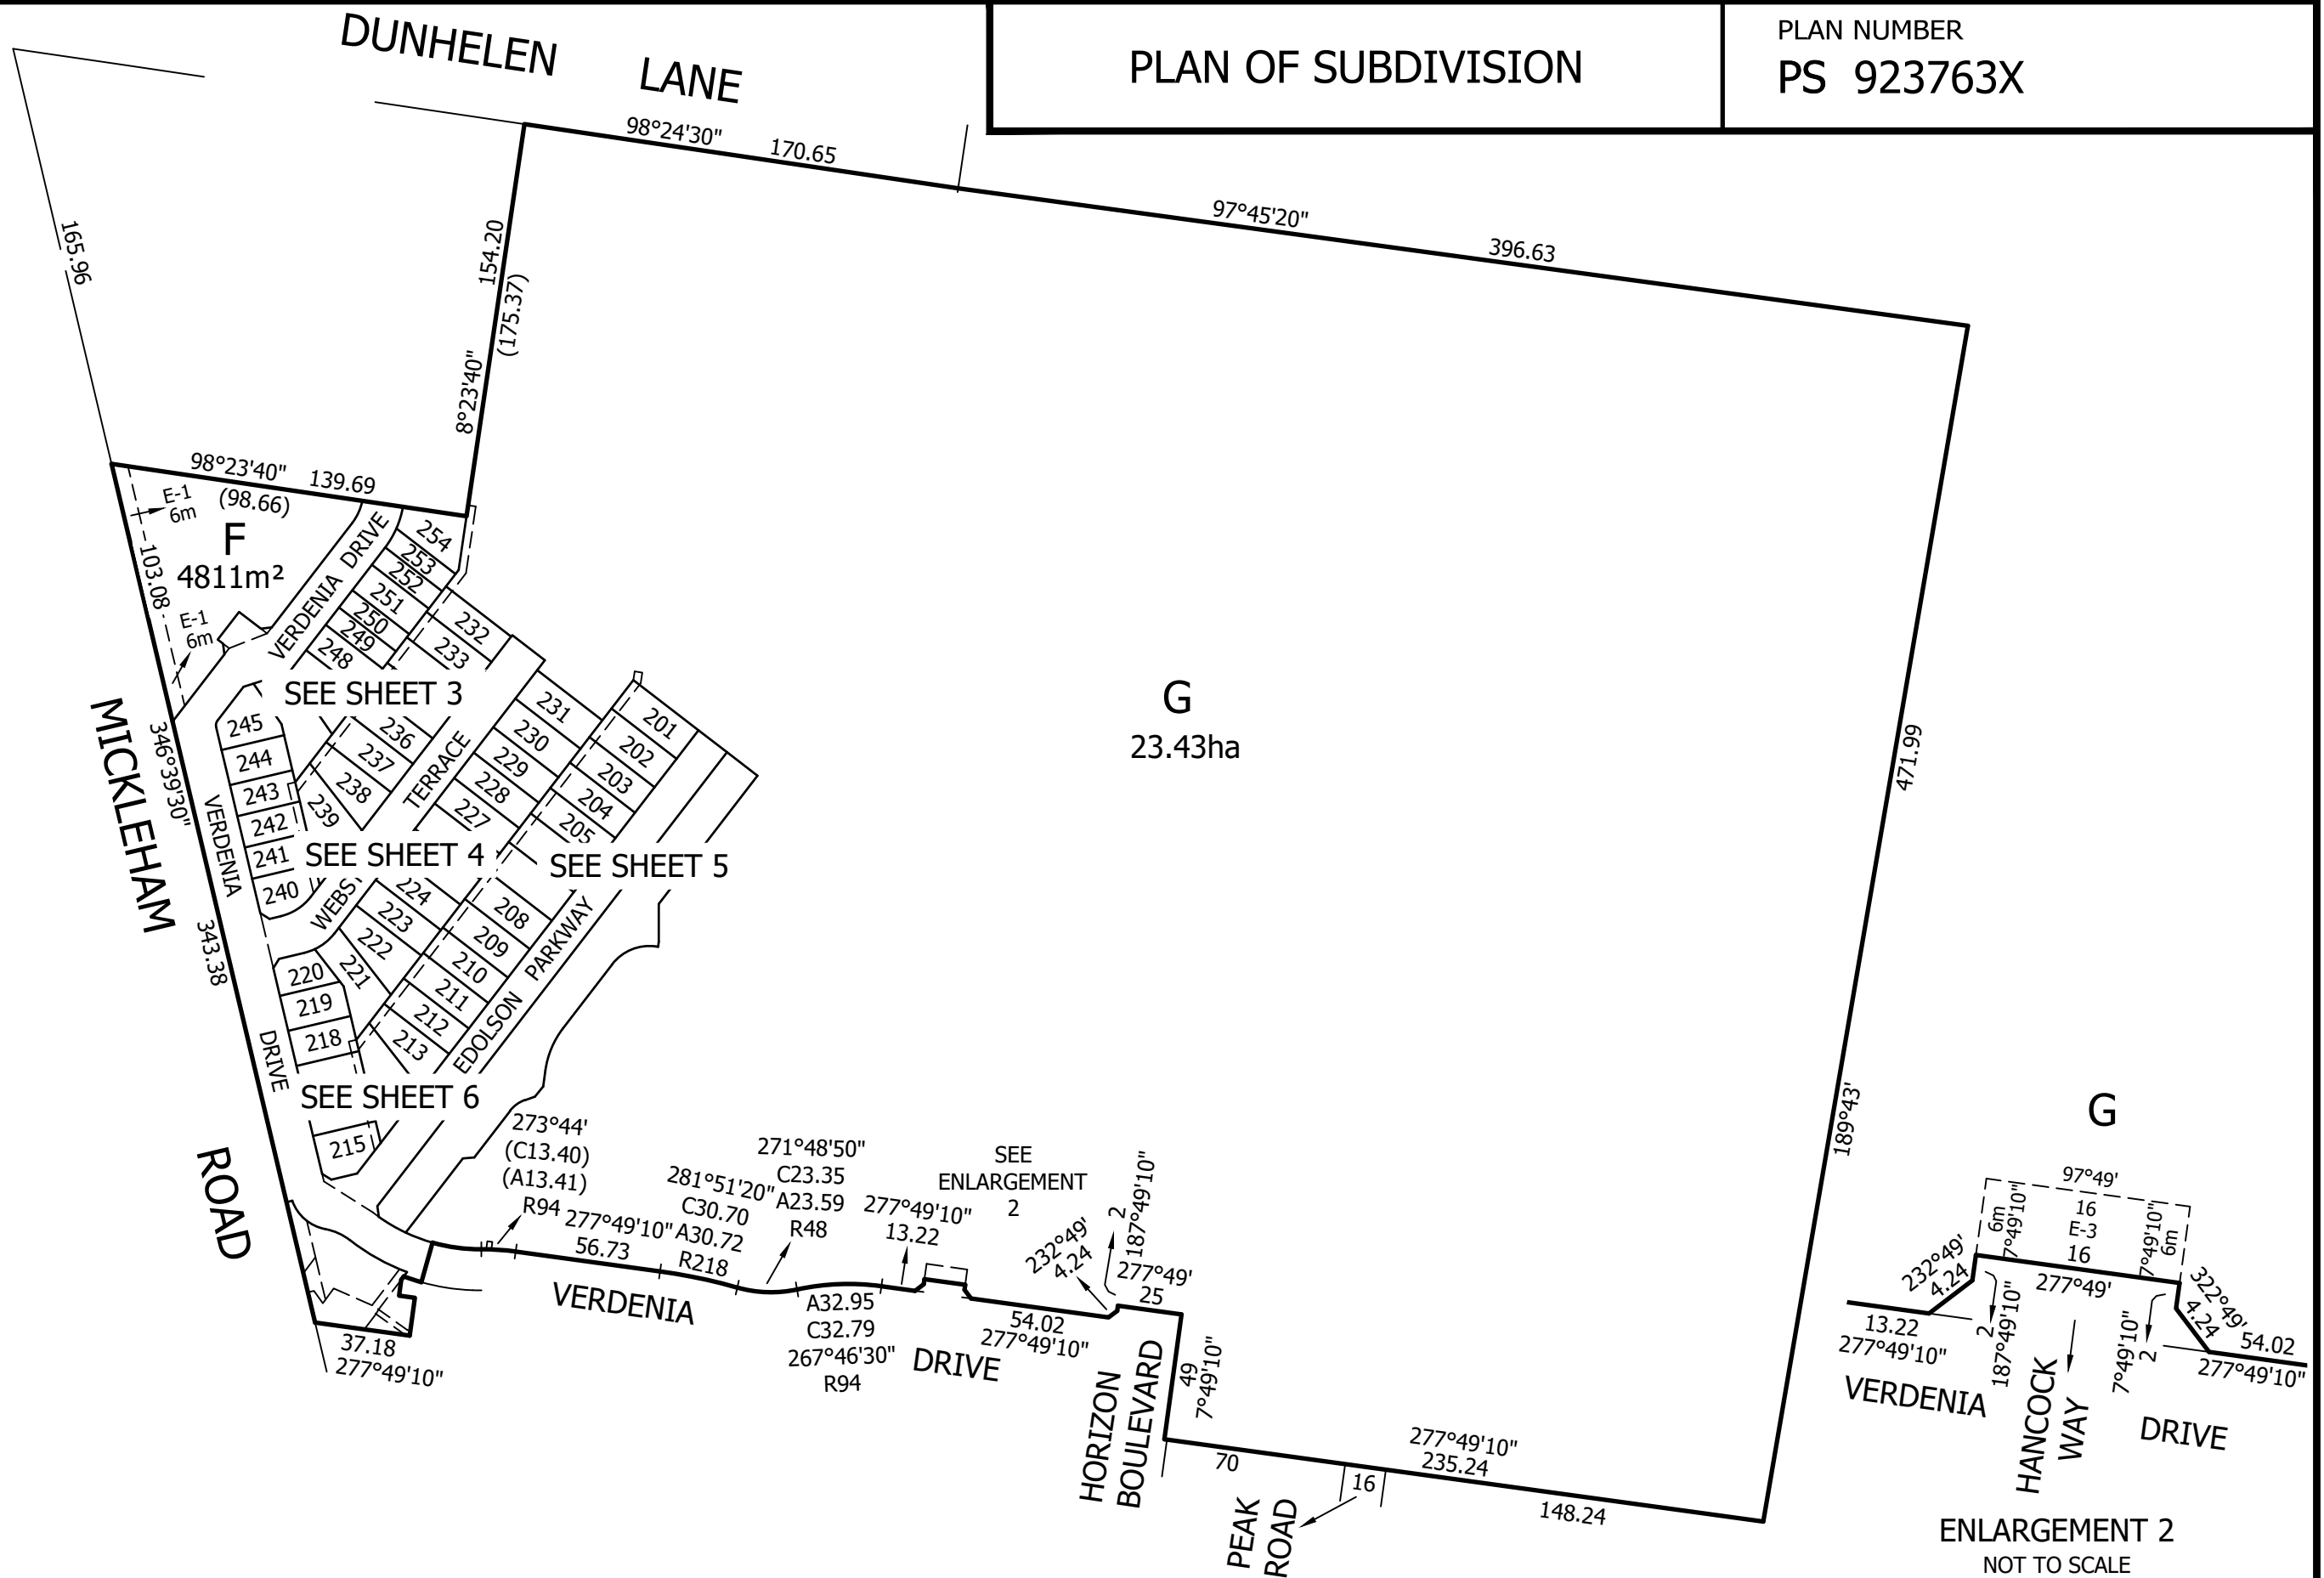 DUNHELEN LANE
PLAN OF SUBDIVISION
PLAN NUMBER
PS 923763X
98°24'30" 170.65
97°45'20" 396.63
165.96
154.20
(175.37)
8°23'40"
98°23'40" 139.69
(98.66)
E-1
6m
F
4811m²
103.08
E-1
6m
VERDENIA DRIVE
254
253
252
251
250
249
248
232
233
SEE SHEET 3
G
23.43ha
471.99
189°43'
MICKLEHAM
346°39'30"
343.38
ROAD
245
244
243
242
241
240
VERDENIA
DRIVE
236
237
238
239
TERRACE
231
230
229
228
227
201
202
203
204
205
SEE SHEET 4
SEE SHEET 5
WEBS
224
223
222
221
208
209
210
211
212
213
EDOLSON PARKWAY
220
219
218
SEE SHEET 6
215
37.18
277°49'10"
273°44'
(C13.40)
(A13.41)
R94
277°49'10"
56.73
281°51'20"
C30.70
A30.72
R218
271°48'50"
C23.35
A23.59
R48
277°49'10"
13.22
SEE
ENLARGEMENT
2
232°49'
4.24
2
187°49'10"
277°49'
25
VERDENIA
A32.95
C32.79
267°46'30"
R94
DRIVE
54.02
277°49'10"
HORIZON
BOULEVARD
49
7°49'10"
70
16
277°49'10"
235.24
148.24
PEAK
ROAD
G
97°49'
16
E-3
16
6m
7°49'10"
7°49'10"
6m
232°49'
4.24
277°49'
322°49'
4.24
13.22
277°49'10"
2
187°49'10"
7°49'10"
2
54.02
277°49'10"
VERDENIA
HANCOCK
WAY
DRIVE
ENLARGEMENT 2
NOT TO SCALE